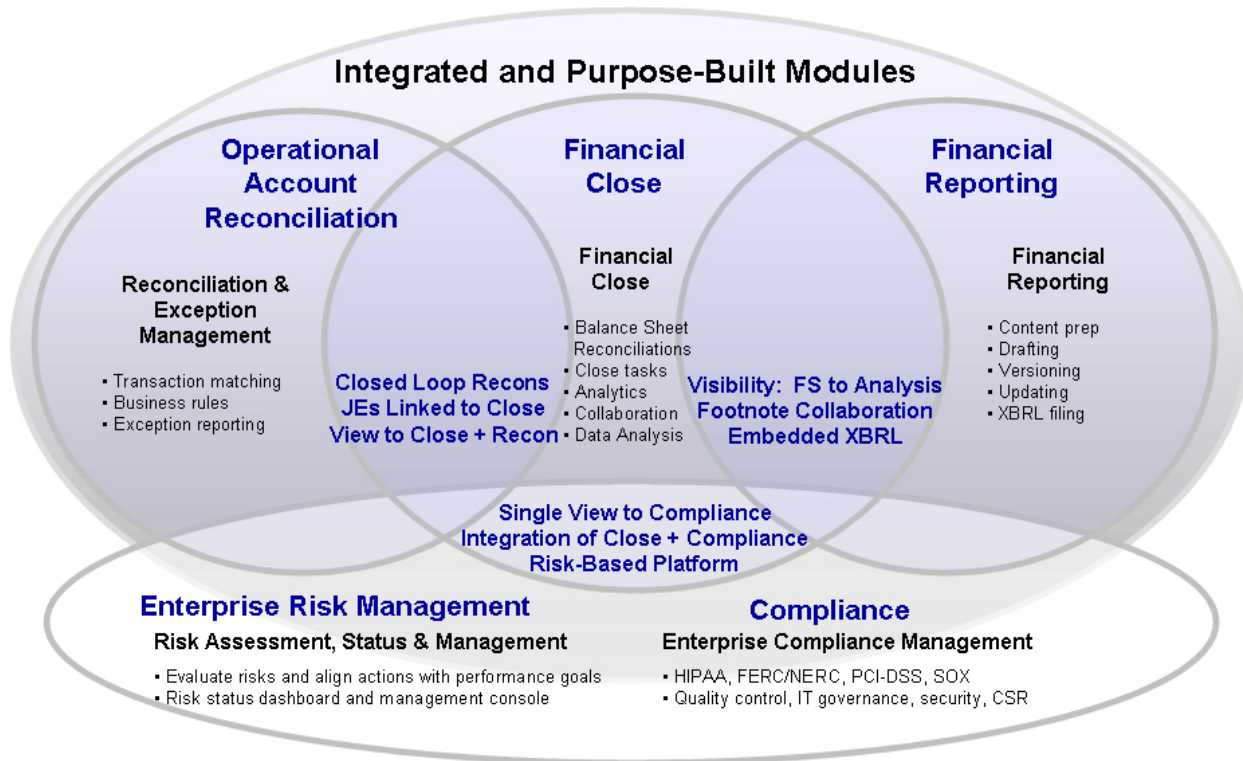 Integrated and Purpose-Built Modules
Operational
Account
Reconciliation
Reconciliation &
Exception
Management
▪ Transaction matching
▪ Business rules
▪ Exception reporting
Closed Loop Recons
JEs Linked to Close
View to Close + Recon
Financial
Close
Financial
Close
▪ Balance Sheet
Reconciliations
▪ Close tasks
▪ Analytics
▪ Collaboration
▪ Data Analysis
Visibility: FS to Analysis
Footnote Collaboration
Embedded XBRL
Financial
Reporting
Financial
Reporting
▪ Content prep
▪ Drafting
▪ Versioning
▪ Updating
▪ XBRL filing
Single View to Compliance
Integration of Close + Compliance
Risk-Based Platform
Enterprise Risk Management
Risk Assessment, Status & Management
▪ Evaluate risks and align actions with performance goals
▪ Risk status dashboard and management console
Compliance
Enterprise Compliance Management
▪ HIPAA, FERC/NERC, PCI-DSS, SOX
▪ Quality control, IT governance, security, CSR